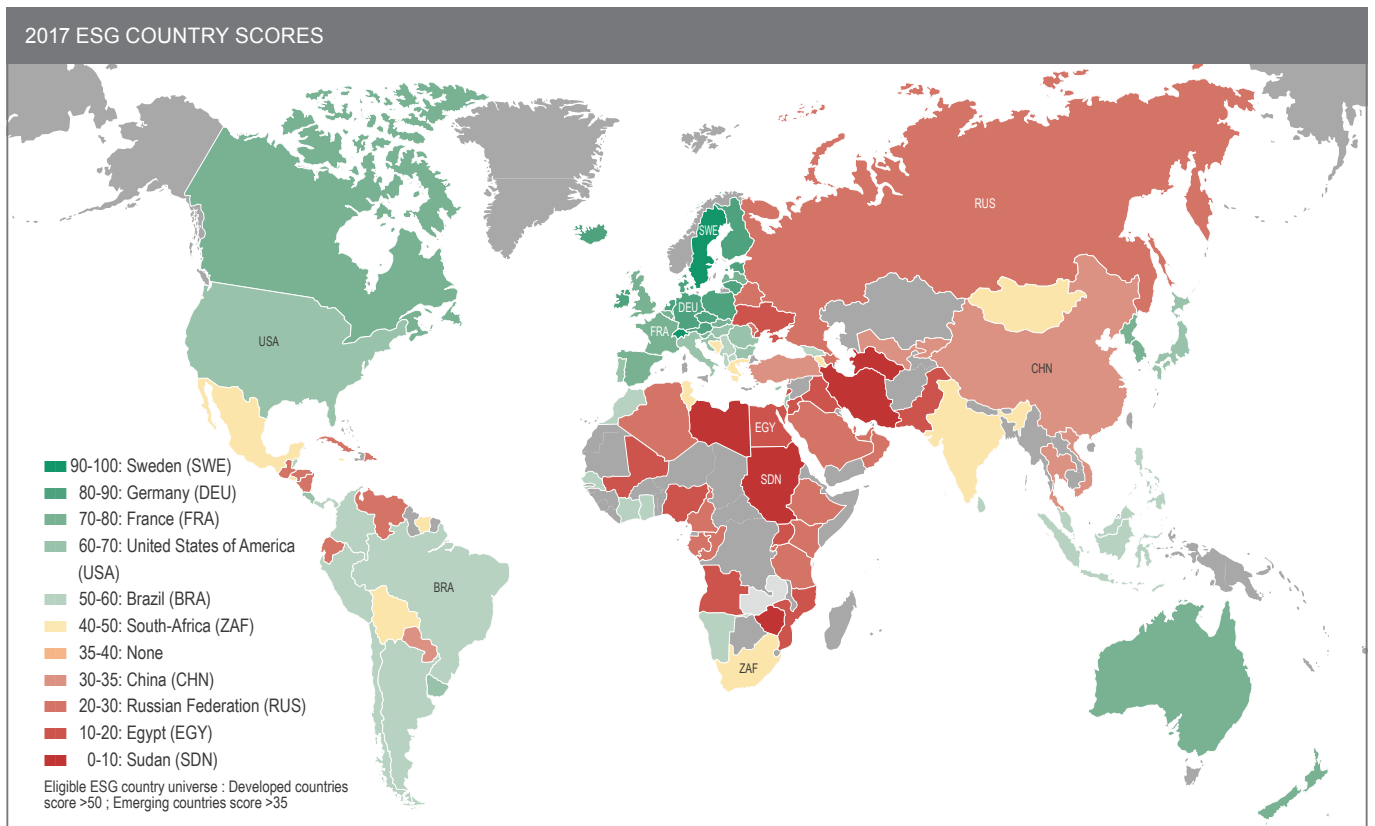 2017 ESG COUNTRY SCORES
RUS
SWE
DEU
FRA
USA
CHN
EGY
SDN
BRA
ZAF
90-100: Sweden (SWE)
80-90: Germany (DEU)
70-80: France (FRA)
60-70: United States of America
(USA)
50-60: Brazil (BRA)
40-50: South-Africa (ZAF)
35-40: None
30-35: China (CHN)
20-30: Russian Federation (RUS)
10-20: Egypt (EGY)
0-10: Sudan (SDN)
Eligible ESG country universe : Developed countries
score >50 ; Emerging countries score >35